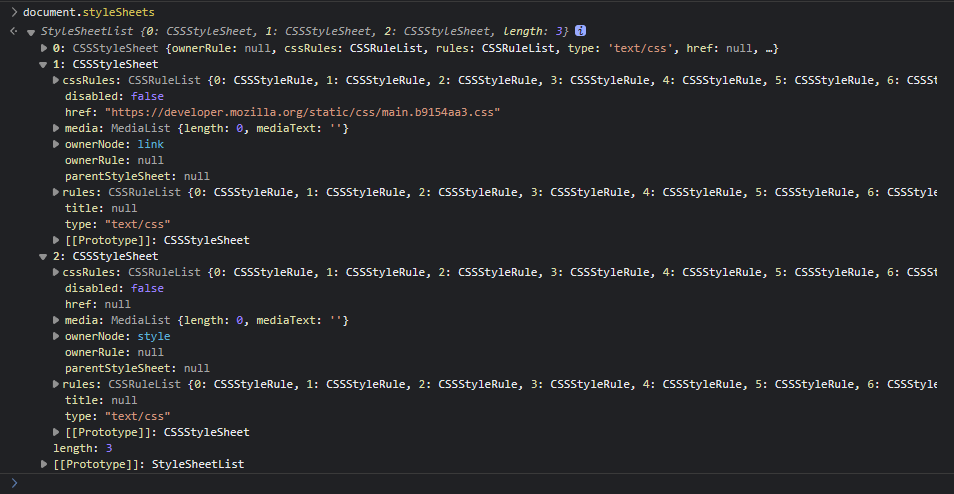 document.styleSheets
StyleSheetList {0: CSSStyleSheet, 1: CSSStyleSheet, 2: CSSStyleSheet, length: 3} i
0: CSSStyleSheet {ownerRule: null, cssRules: CSSRuleList, rules: CSSRuleList, type: 'text/css', href: null, …}
1: CSSStyleSheet
cssRules: CSSRuleList {0: CSSStyleRule, 1: CSSStyleRule, 2: CSSStyleRule, 3: CSSStyleRule, 4: CSSStyleRule, 5: CSSStyleRule, 6: CSSSt
disabled: false
href: "https://developer.mozilla.org/static/css/main.b9154aa3.css"
media: MediaList {length: 0, mediaText: ''}
ownerNode: link
ownerRule: null
parentStyleSheet: null
rules: CSSRuleList {0: CSSStyleRule, 1: CSSStyleRule, 2: CSSStyleRule, 3: CSSStyleRule, 4: CSSStyleRule, 5: CSSStyleRule, 6: CSSStyle
title: null
type: "text/css"
[[Prototype]]: CSSStyleSheet
2: CSSStyleSheet
cssRules: CSSRuleList {0: CSSStyleRule, 1: CSSStyleRule, 2: CSSStyleRule, 3: CSSStyleRule, 4: CSSStyleRule, 5: CSSStyleRule, 6: CSSSt
disabled: false
href: null
media: MediaList {length: 0, mediaText: ''}
ownerNode: style
ownerRule: null
parentStyleSheet: null
rules: CSSRuleList {0: CSSStyleRule, 1: CSSStyleRule, 2: CSSStyleRule, 3: CSSStyleRule, 4: CSSStyleRule, 5: CSSStyleRule, 6: CSSStyle
title: null
type: "text/css"
[[Prototype]]: CSSStyleSheet
length: 3
[[Prototype]]: StyleSheetList